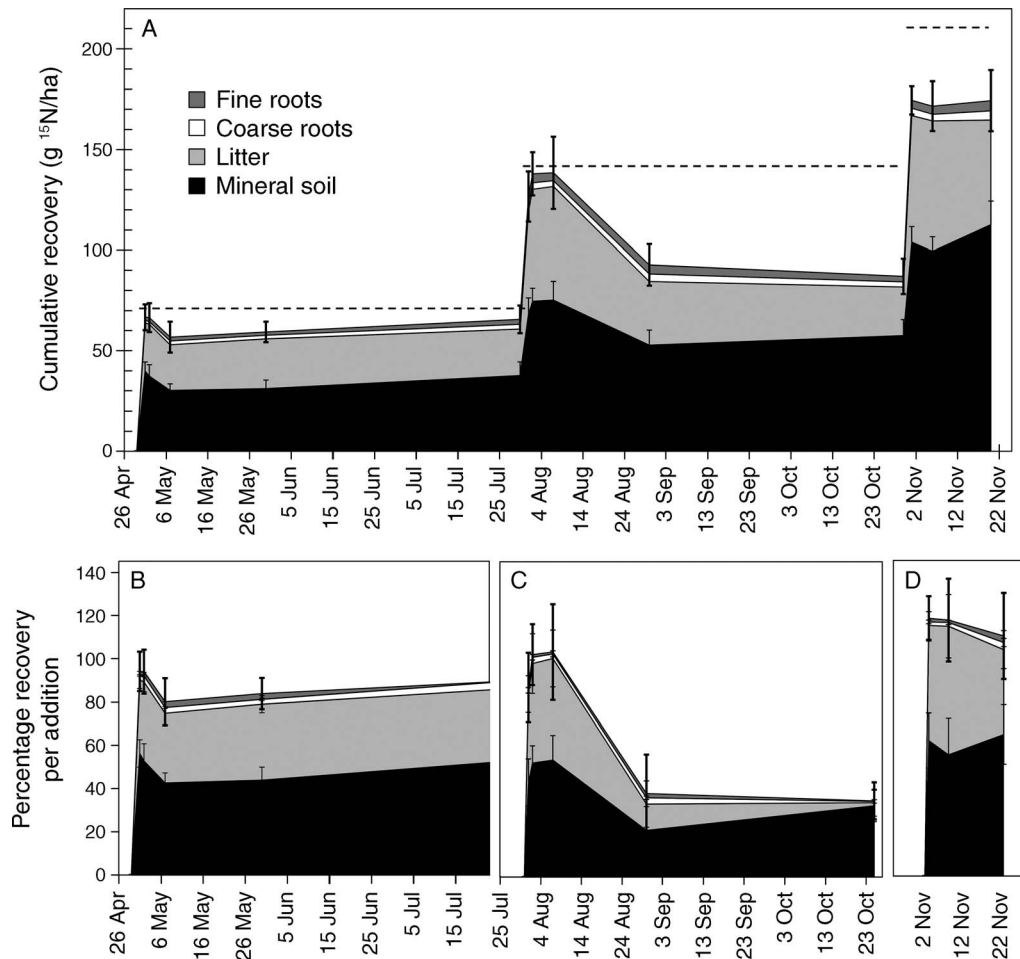 A
Cumulative recovery (g ¹⁵N/ha)
200
150
100
50
0
Fine roots
Coarse roots
Litter
Mineral soil
26 Apr
6 May
16 May
26 May
5 Jun
15 Jun
25 Jun
5 Jul
15 Jul
25 Jul
4 Aug
14 Aug
24 Aug
3 Sep
13 Sep
23 Sep
3 Oct
13 Oct
23 Oct
2 Nov
12 Nov
22 Nov
B
C
D
Percentage recovery
per addition
140
120
100
80
60
40
20
0
26 Apr
6 May
16 May
26 May
5 Jun
15 Jun
25 Jun
5 Jul
15 Jul
25 Jul
4 Aug
14 Aug
24 Aug
3 Sep
13 Sep
23 Sep
3 Oct
13 Oct
23 Oct
2 Nov
12 Nov
22 Nov